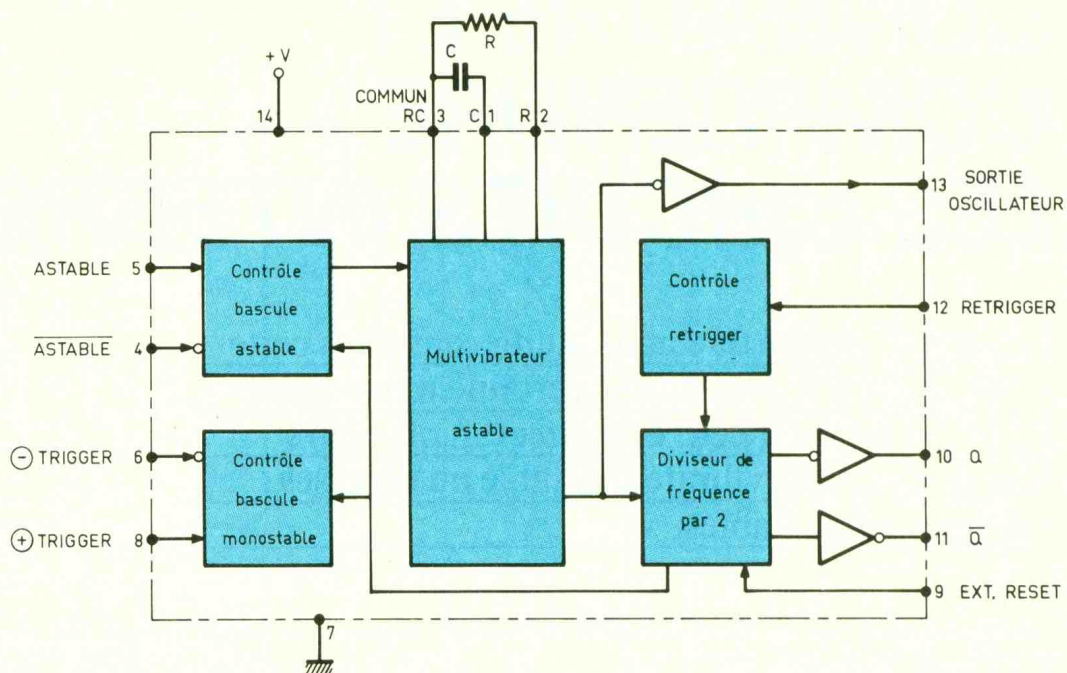 R
C
+ V
14
COMMUN
RC 3
C 1
R 2
13 SORTIE
OSCILLATEUR
ASTABLE 5
Contrôle
bascule
astable
ASTABLE 4
Multivibrateur
astable
Contrôle
retrigger
12 RETRIGGER
- TRIGGER 6
+ TRIGGER 8
Contrôle
bascule
monostable
Diviseur de
fréquence
par 2
10 Q
11 Q
9 EXT. RESET
7